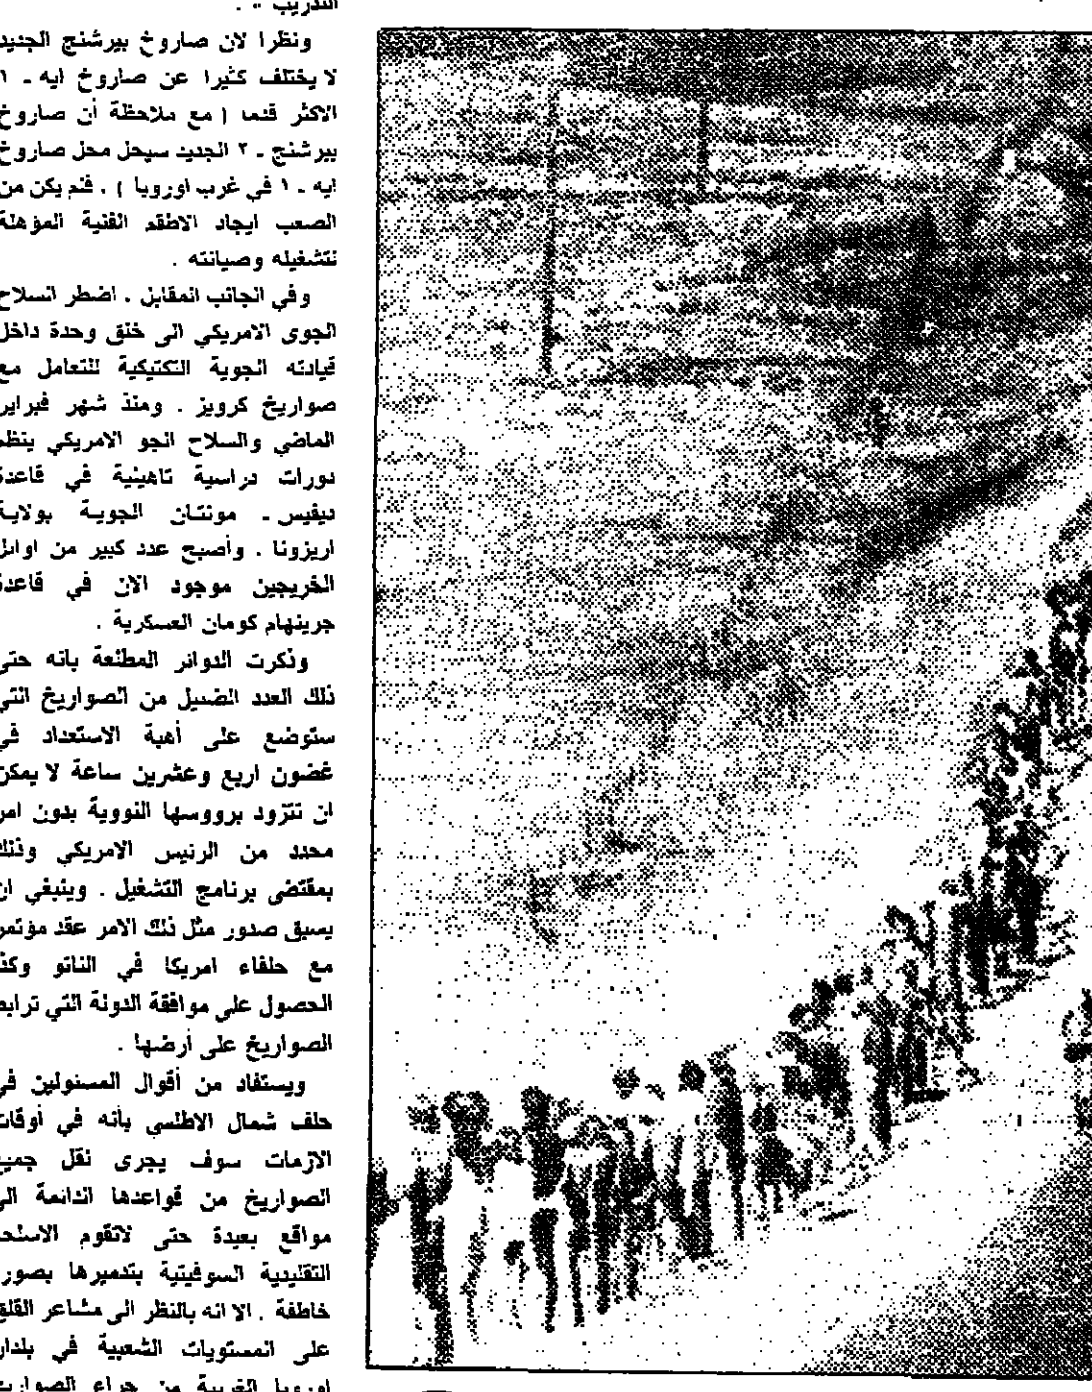 التدريب » .
ونظرا لان صاروخ بيرشنج الجديد
لا يختلف كثيرا عن صاروخ ايه ـ ١
الاكثر قدما ( مع ملاحظة أن صاروخ
بيرشنج ـ ٢ الجديد سيحل محل صاروخ
ايه ـ ١ في غرب اوروبا ) . فلم يكن من
الصعب ايجاد الاطقم الفنية المؤهلة
لتشغيله وصيانته .
وفي الجانب المقابل . اضطر السلاح
الجوى الامريكي الى خلق وحدة داخل
قيادته الجوية التكتيكية للتعامل مع
صواريخ كرويز . ومنذ شهر فبراير
الماضي والسلاح الجو الامريكي ينظم
دورات دراسية تاهيلية في قاعدة
ديفيس ـ مونتان الجوية بولاية
اريزونا . وأصبح عدد كبير من اوائل
الخريجين موجود الان في قاعدة
جرينهام كومان العسكرية .
وذكرت الدوائر المطلعة بانه حتى
ذلك العدد الضئيل من الصواريخ التي
ستوضع على أهبة الاستعداد في
غضون اربع وعشرين ساعة لا يمكن
ان تتزود برووسها النووية بدون امر
محدد من الرئيس الامريكي وذلك
بمقتضى برنامج التشغيل . وينبغي ان
يسبق صدور مثل ذلك الامر عقد مؤتمر
مع حلفاء امريكا في الناتو وكذا
الحصول على موافقة الدولة التي ترابط
الصواريخ على أرضها .
ويستفاد من أقوال المسئولين في
حلف شمال الاطلسي بأنه في أوقات
الازمات سوف يجرى نقل جميع
الصواريخ من قواعدها الدائمة الى
مواقع بعيدة حتى لاتقوم الاسلحة
التقليدية السوفيتية بتدميرها بصورة
خاطفة . الا انه بالنظر الى مشاعر القلق
على المستويات الشعبية في بلدان
اوروبا الغربية من جراء الصواريخ